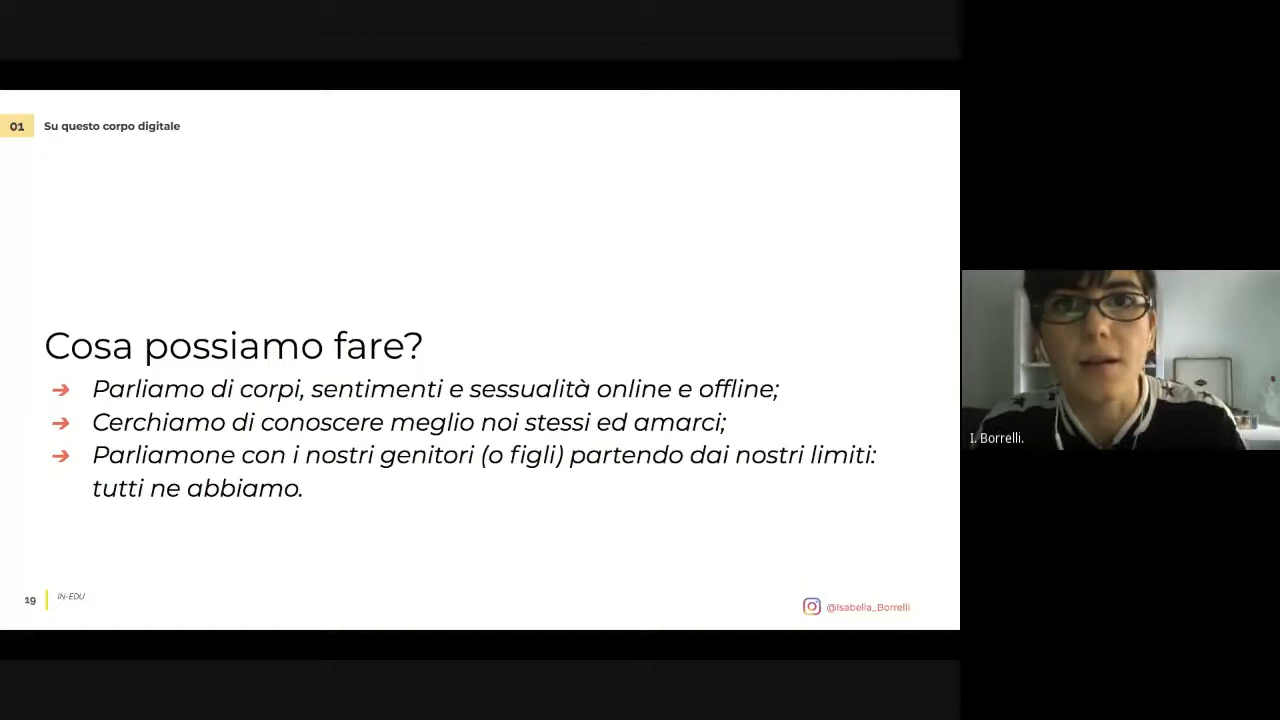 01 Su questo corpo digitale
Cosa possiamo fare?
➔ Parliamo di corpi, sentimenti e sessualità online e offline;
➔ Cerchiamo di conoscere meglio noi stessi ed amarci;
➔ Parliamone con i nostri genitori (o figli) partendo dai nostri limiti:
tutti ne abbiamo.
I. Borrelli.
19 IN-EDU
@Isabella_Borrelli